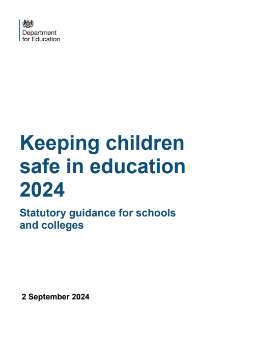 Department
for Education
Keeping children
safe in education
2024
Statutory guidance for schools
and colleges
2 September 2024